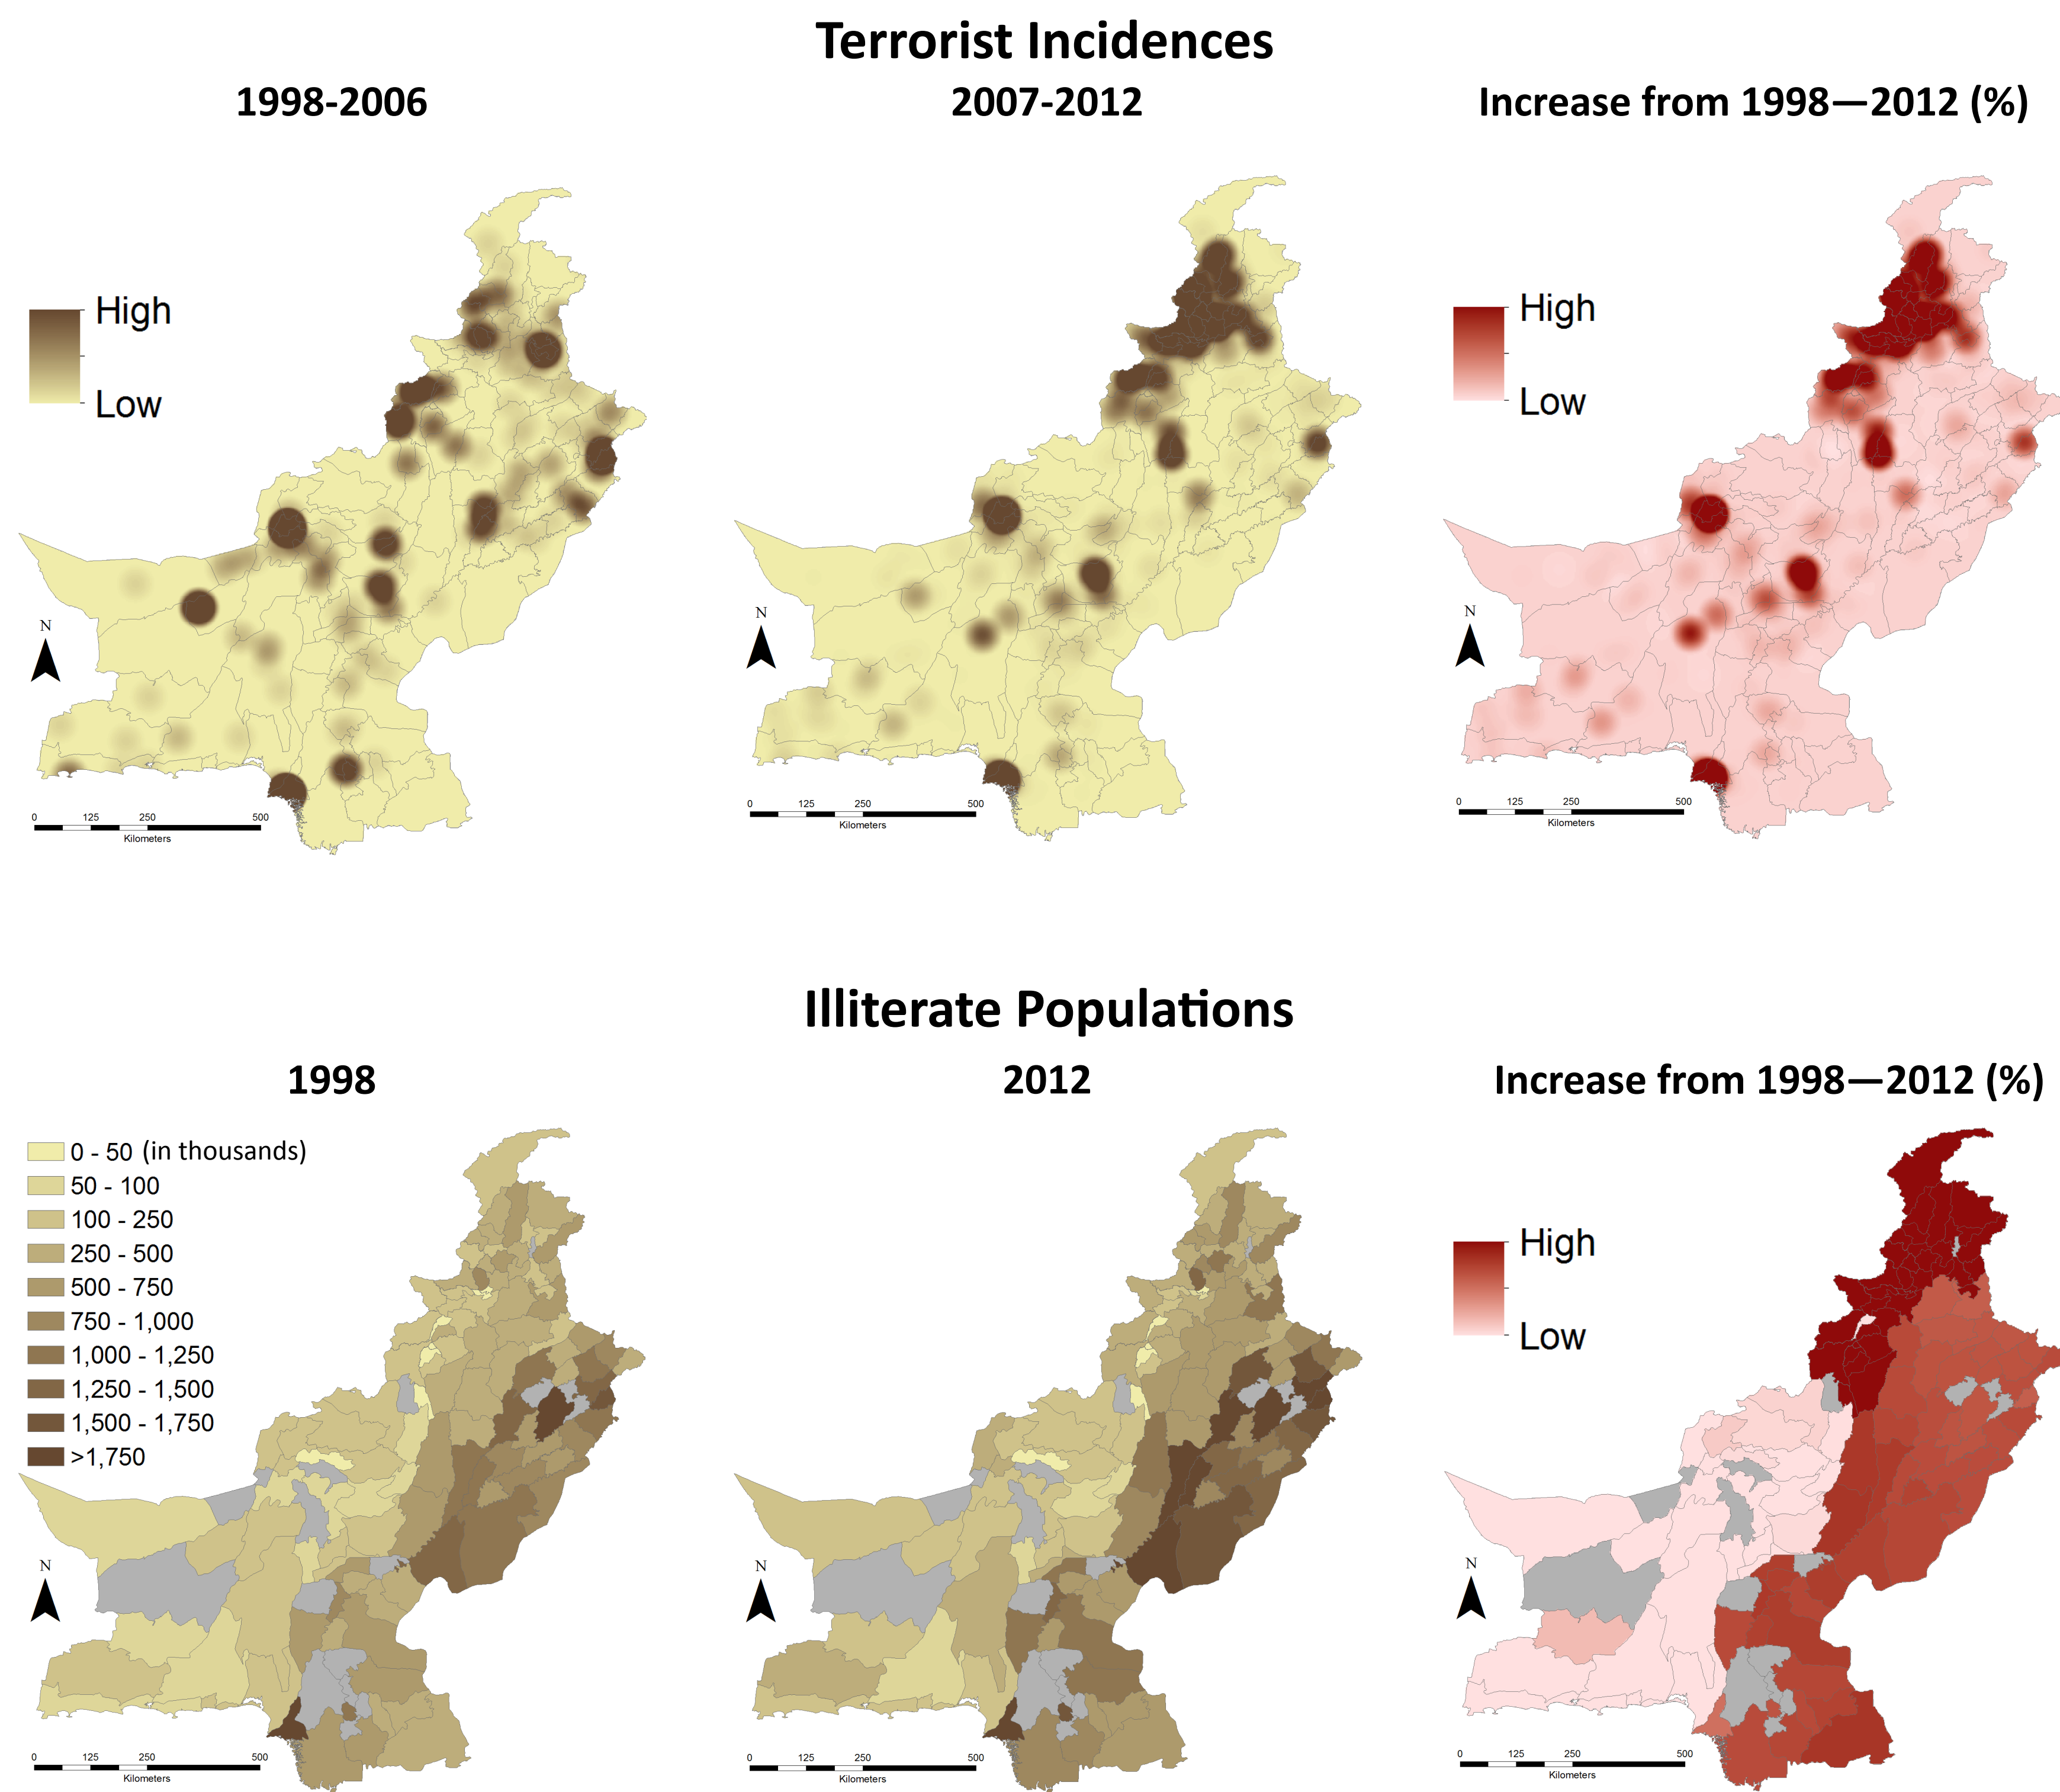 Terrorist Incidences
1998-2006
2007-2012
Increase from 1998—2012 (%)
High
Low
High
Low
N
N
N
0 125 250 500
Kilometers
0 125 250 500
Kilometers
0 125 250 500
Kilometers
Illiterate Populations
1998
2012
Increase from 1998—2012 (%)
0 - 50 (in thousands)
50 - 100
100 - 250
250 - 500
500 - 750
750 - 1,000
1,000 - 1,250
1,250 - 1,500
1,500 - 1,750
>1,750
High
Low
N
N
N
0 125 250 500
Kilometers
0 125 250 500
Kilometers
0 125 250 500
Kilometers